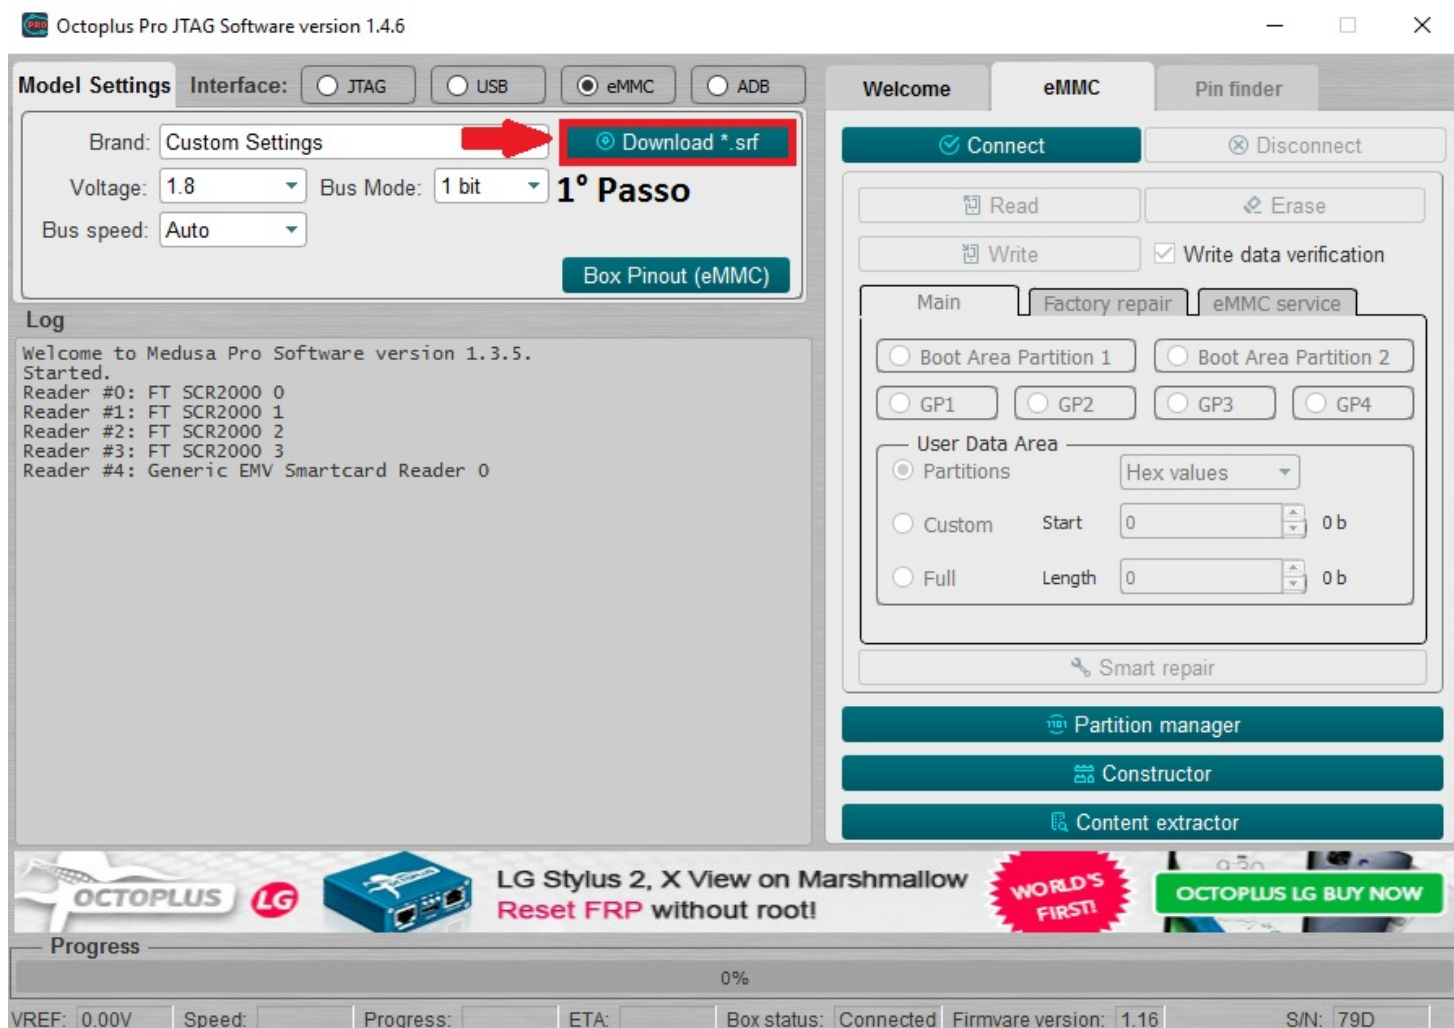 Octoplus Pro JTAG Software version 1.4.6
Model Settings Interface: JTAG USB eMMC ADB
Brand: Custom Settings Download *.srf
Voltage: 1.8 Bus Mode: 1 bit 1° Passo
Bus speed: Auto
Box Pinout (eMMC)
Log
Welcome to Medusa Pro Software version 1.3.5.
Started.
Reader #0: FT SCR2000 0
Reader #1: FT SCR2000 1
Reader #2: FT SCR2000 2
Reader #3: FT SCR2000 3
Reader #4: Generic EMV Smartcard Reader 0
Welcome eMMC Pin finder
Connect Disconnect
Read Erase
Write Write data verification
Main Factory repair eMMC service
Boot Area Partition 1 Boot Area Partition 2
GP1 GP2 GP3 GP4
User Data Area
Partitions Hex values
Custom Start 0 0 b
Full Length 0 0 b
Smart repair
Partition manager
Constructor
Content extractor
OCTOPLUS LG
LG Stylus 2, X View on Marshmallow
Reset FRP without root!
WORLD'S
FIRST!
OCTOPLUS LG BUY NOW
Progress
0%
VREF: 0.00V Speed: Progress: ETA: Box status: Connected Firmvare version: 1.16 S/N: 79D